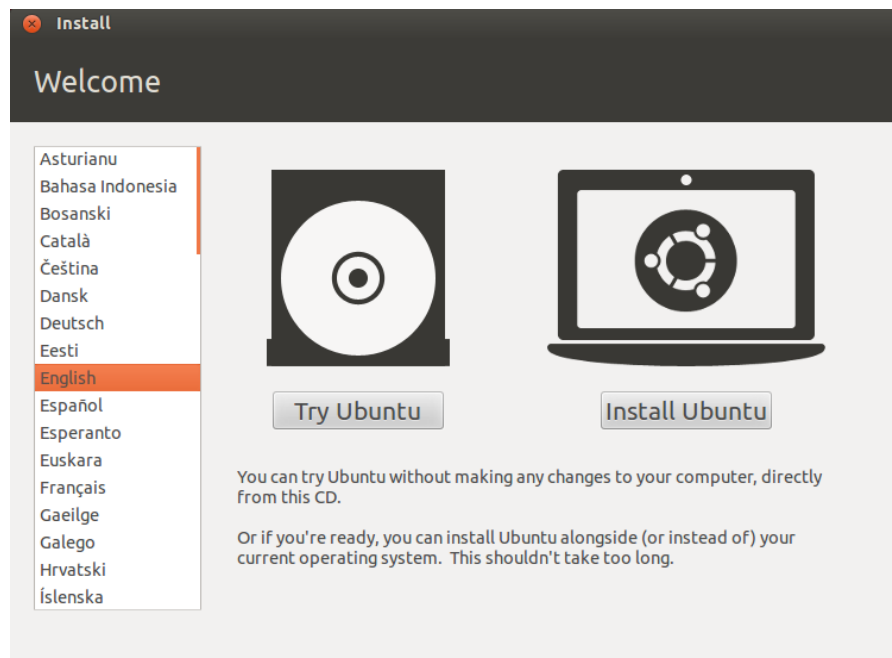 Install
Welcome
Asturianu
Bahasa Indonesia
Bosanski
Català
Čeština
Dansk
Deutsch
Eesti
English
Español
Esperanto
Euskara
Français
Gaeilge
Galego
Hrvatski
Íslenska
Try Ubuntu
Install Ubuntu
You can try Ubuntu without making any changes to your computer, directly
from this CD.
Or if you're ready, you can install Ubuntu alongside (or instead of) your
current operating system.  This shouldn't take too long.